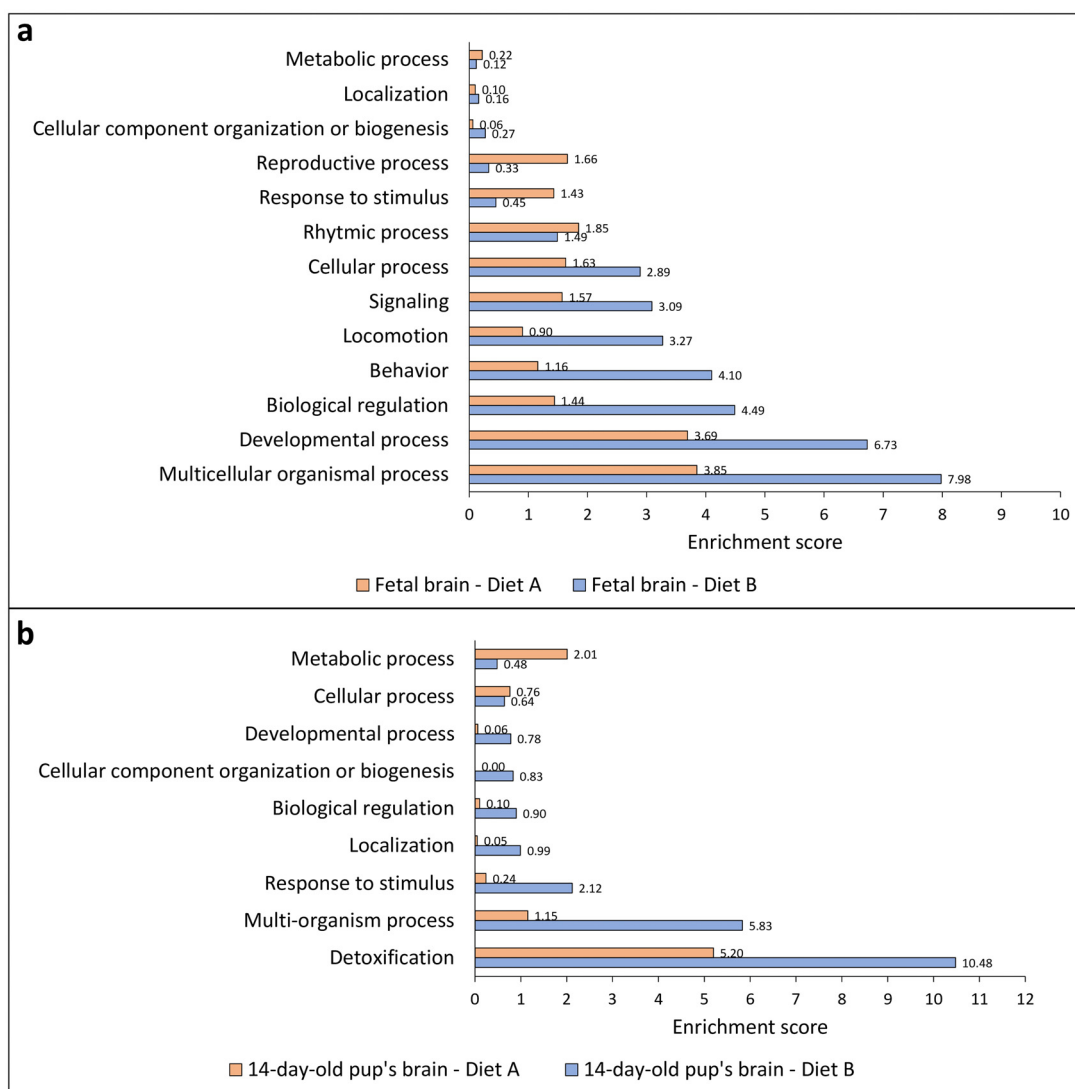 a
Metabolic process
0.22
0.12
Localization
0.10
0.16
Cellular component organization or biogenesis
0.06
0.27
Reproductive process
1.66
0.33
Response to stimulus
1.43
0.45
Rhytmic process
1.85
1.49
Cellular process
1.63
2.89
Signaling
1.57
3.09
Locomotion
0.90
3.27
Behavior
1.16
4.10
Biological regulation
1.44
4.49
Developmental process
3.69
6.73
Multicellular organismal process
3.85
7.98
0 1 2 3 4 5 6 7 8 9 10
Enrichment score
Fetal brain - Diet A Fetal brain - Diet B
b
Metabolic process
2.01
0.48
Cellular process
0.76
0.64
Developmental process
0.06
0.78
Cellular component organization or biogenesis
0.00
0.83
Biological regulation
0.10
0.90
Localization
0.05
0.99
Response to stimulus
0.24
2.12
Multi-organism process
1.15
5.83
Detoxification
5.20
10.48
0 1 2 3 4 5 6 7 8 9 10 11 12
Enrichment score
14-day-old pup's brain - Diet A 14-day-old pup's brain - Diet B